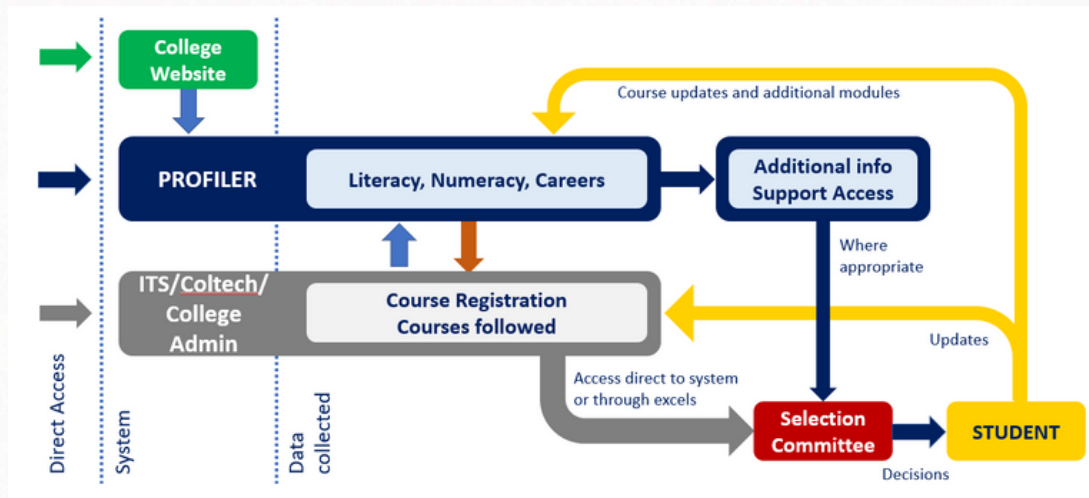 College
Website
Course updates and additional modules
PROFILER
Literacy, Numeracy, Careers
Additional info
Support Access
Where
appropriate
ITS/Coltech/
College
Admin
Course Registration
Courses followed
Updates
Access direct to system
or through excels
Selection
Committee
STUDENT
Decisions
Direct Access
System
Data
collected